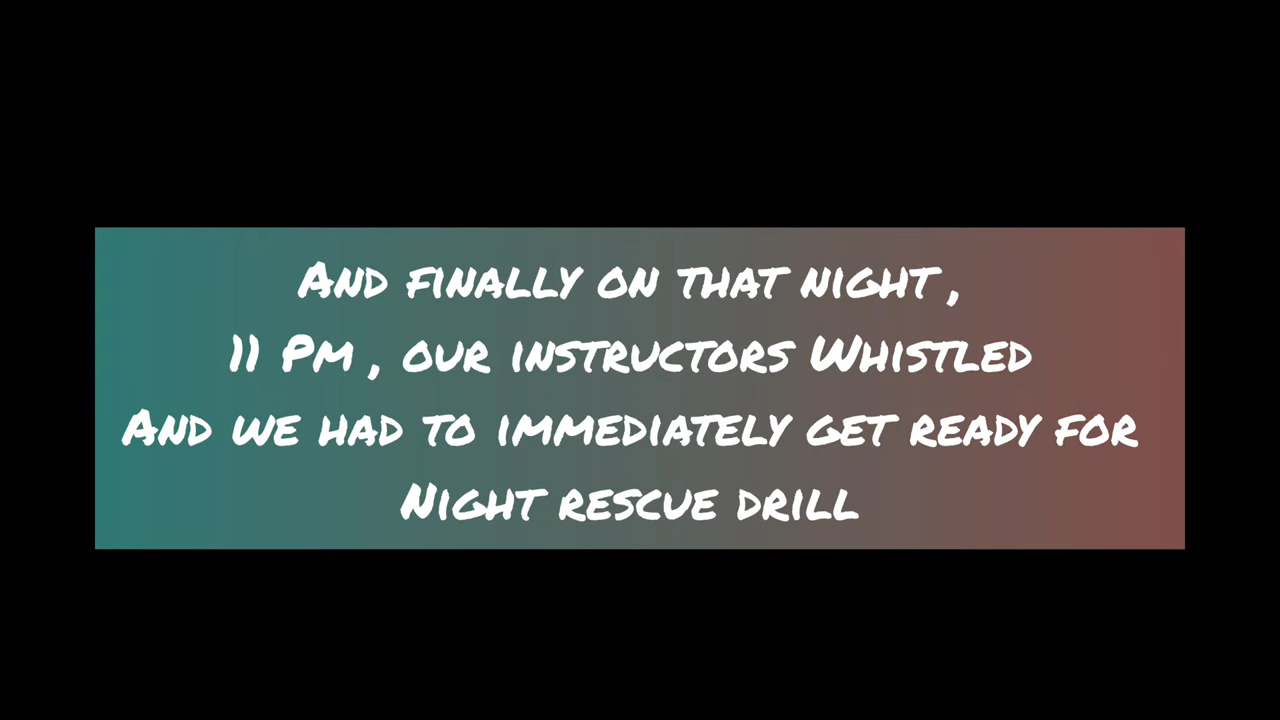 And finally on that night ,
11 Pm , our instructors Whistled
And we had to immediately get ready for
Night rescue drill